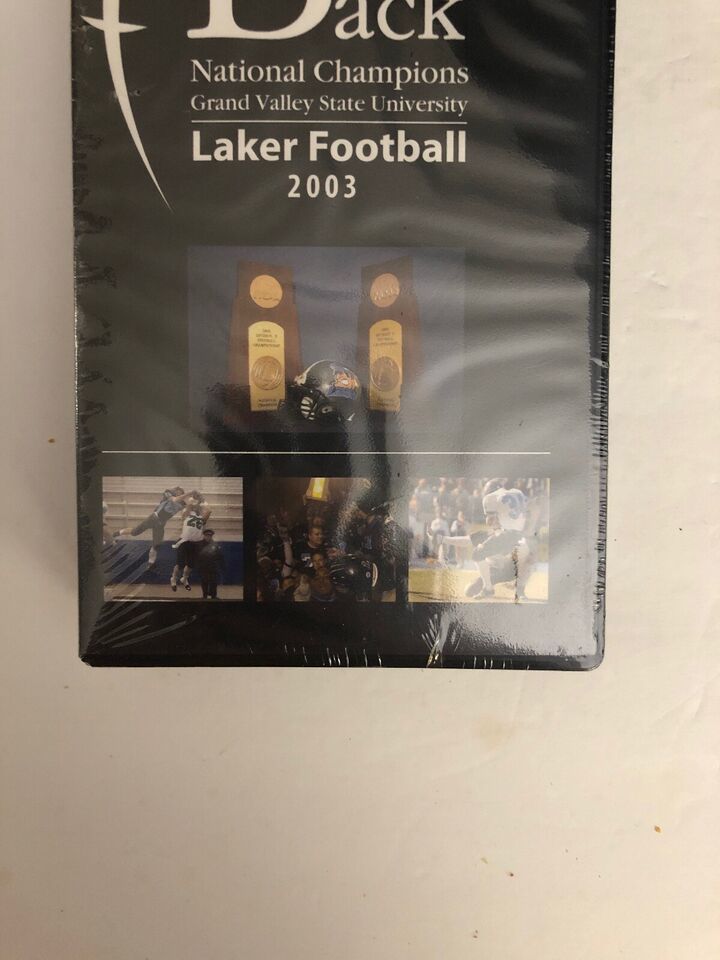 Back
National Champions
Grand Valley State University
Laker Football
2003